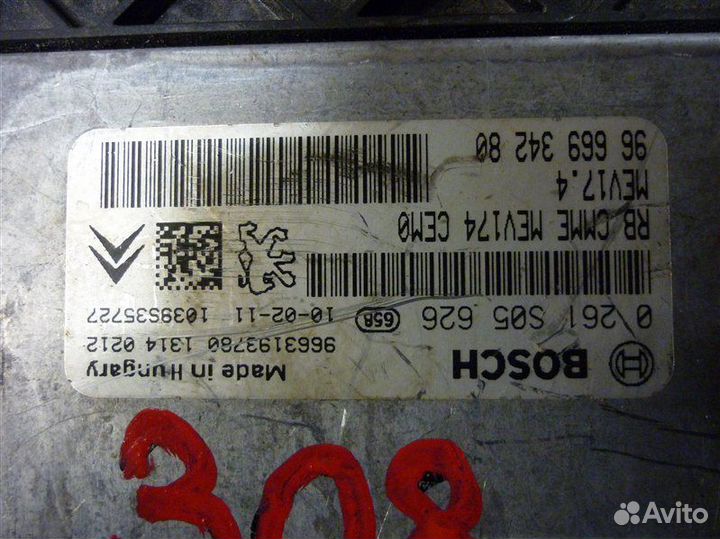 BOSCH
Made in Hungary
9663193780 1314 0212
0 261 S05 626 65B 10-02-11 1039S35727
RB CMME MEV174 CEM0
MEV17.4
96 669 342 80
308
Avito